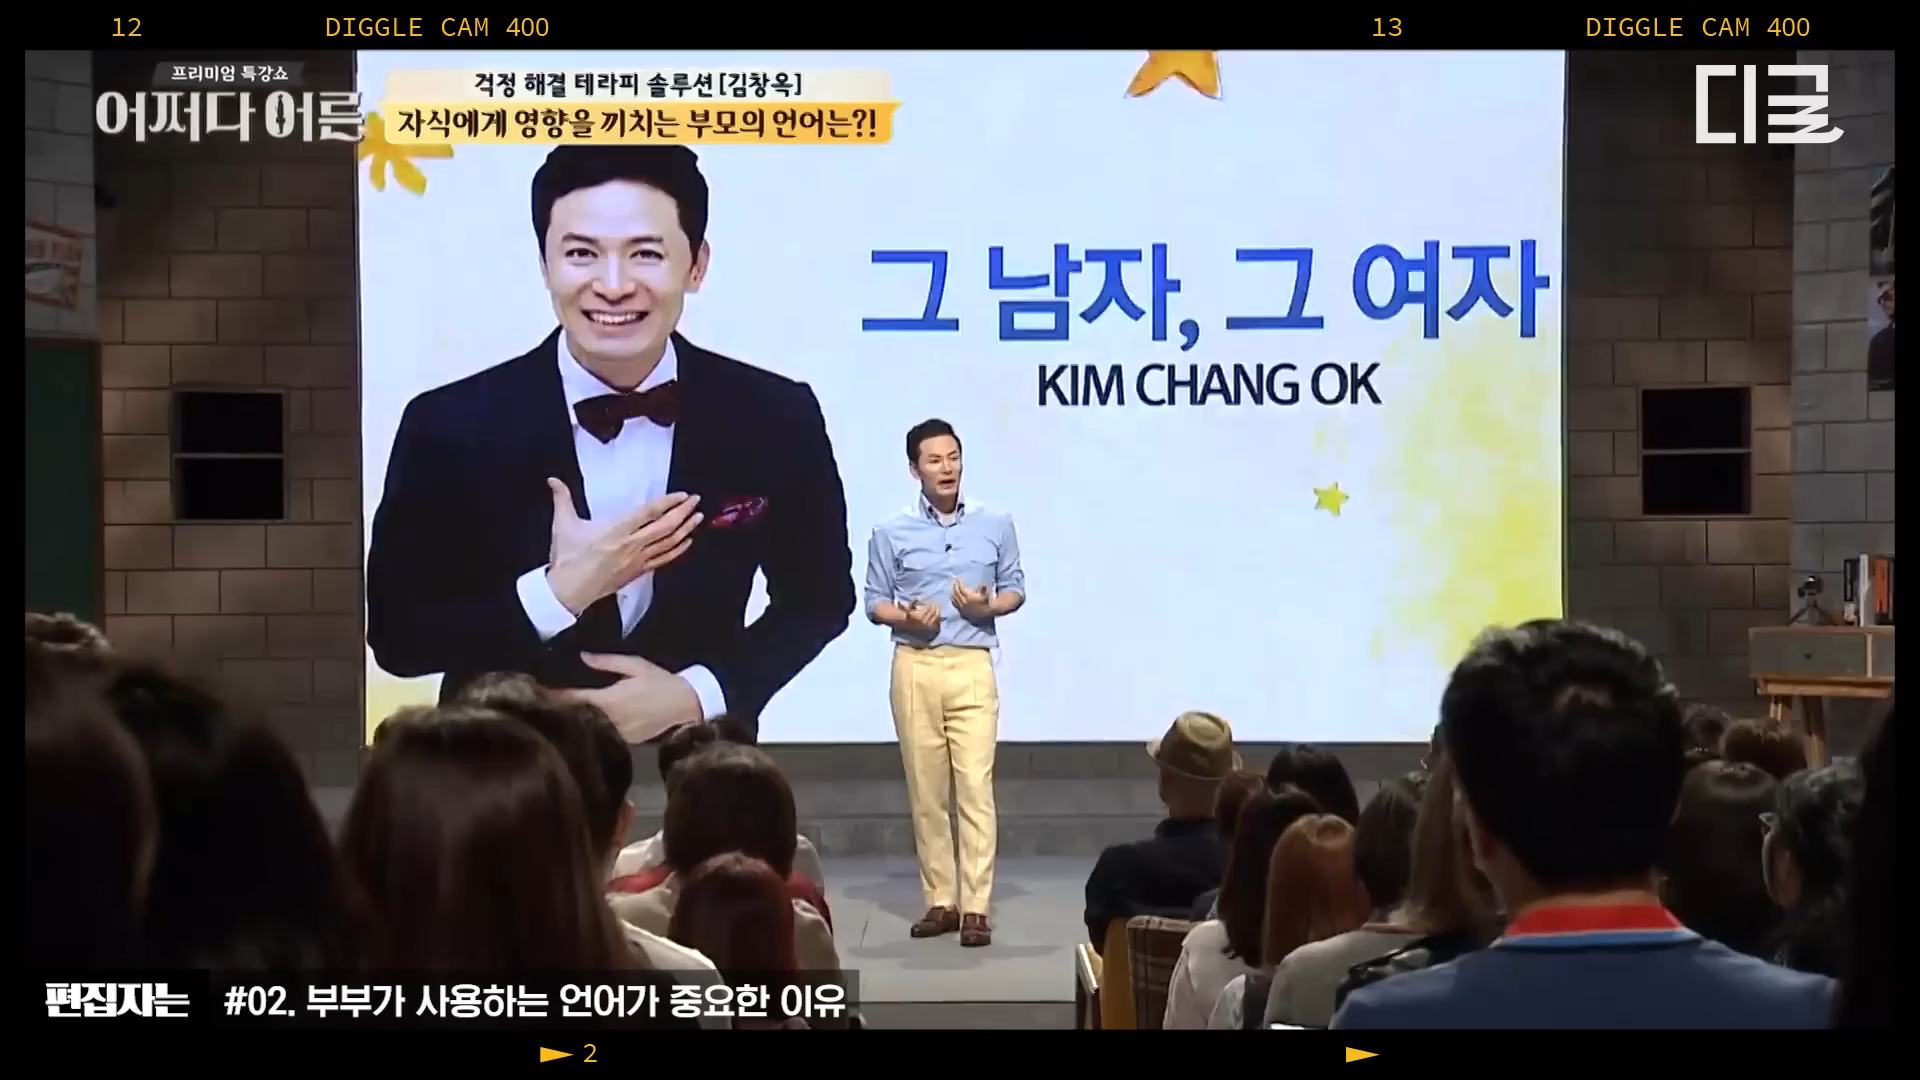 12 DIGGLE CAM 400 13 DIGGLE CAM 400
프리미엄 특강쇼
어쩌다 어른
걱정 해결 테라피 솔루션 [김창옥]
자식에게 영향을 끼치는 부모의 언어는?!
디글
그 남자, 그 여자
KIM CHANG OK
편집자는 #02. 부부가 사용하는 언어가 중요한 이유
2